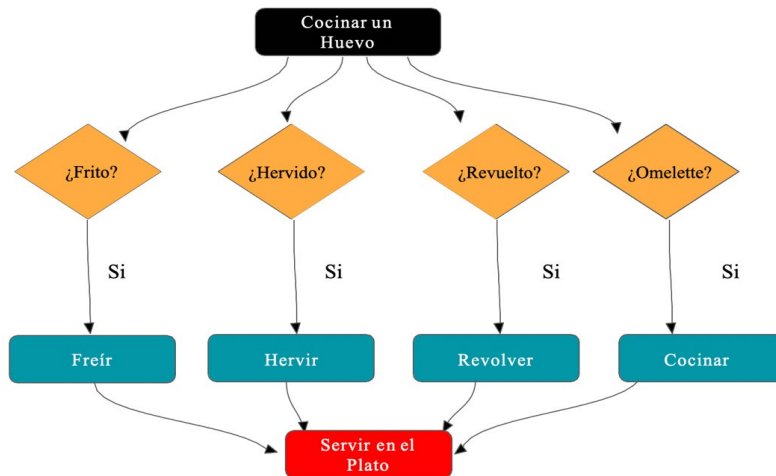 Cocinar un
Huevo
¿Frito?
¿Hervido?
¿Revuelto?
¿Omelette?
Si
Si
Si
Si
Freír
Hervir
Revolver
Cocinar
Servir en el
Plato